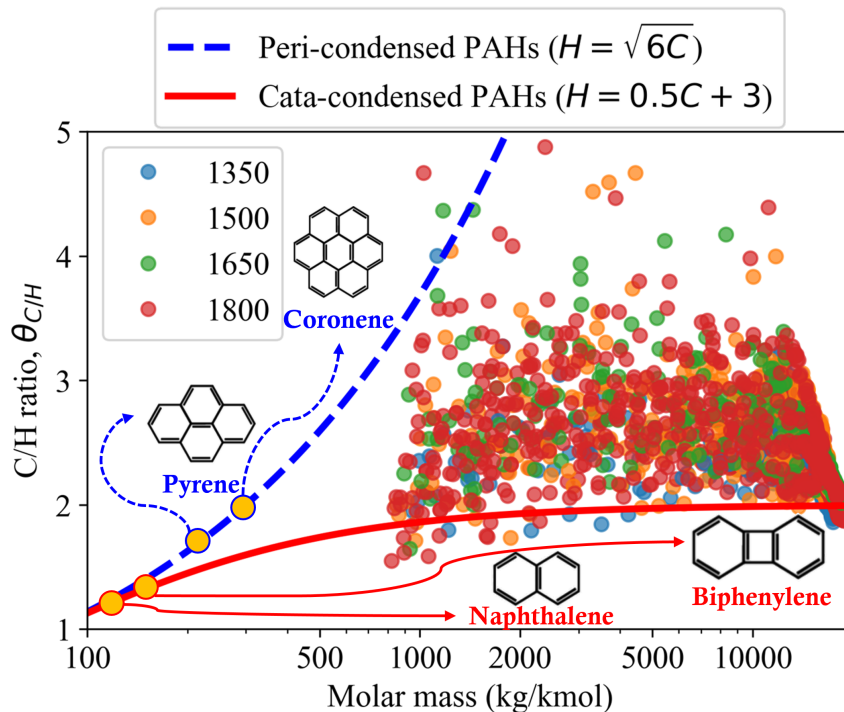 Peri-condensed PAHs (H = √6C)
Cata-condensed PAHs (H = 0.5C + 3)
5
4
3
2
1
C/H ratio, θC/H
1350
1500
1650
1800
Coronene
Pyrene
Naphthalene
Biphenylene
100
200
500
1000
2000
5000
10000
Molar mass (kg/kmol)